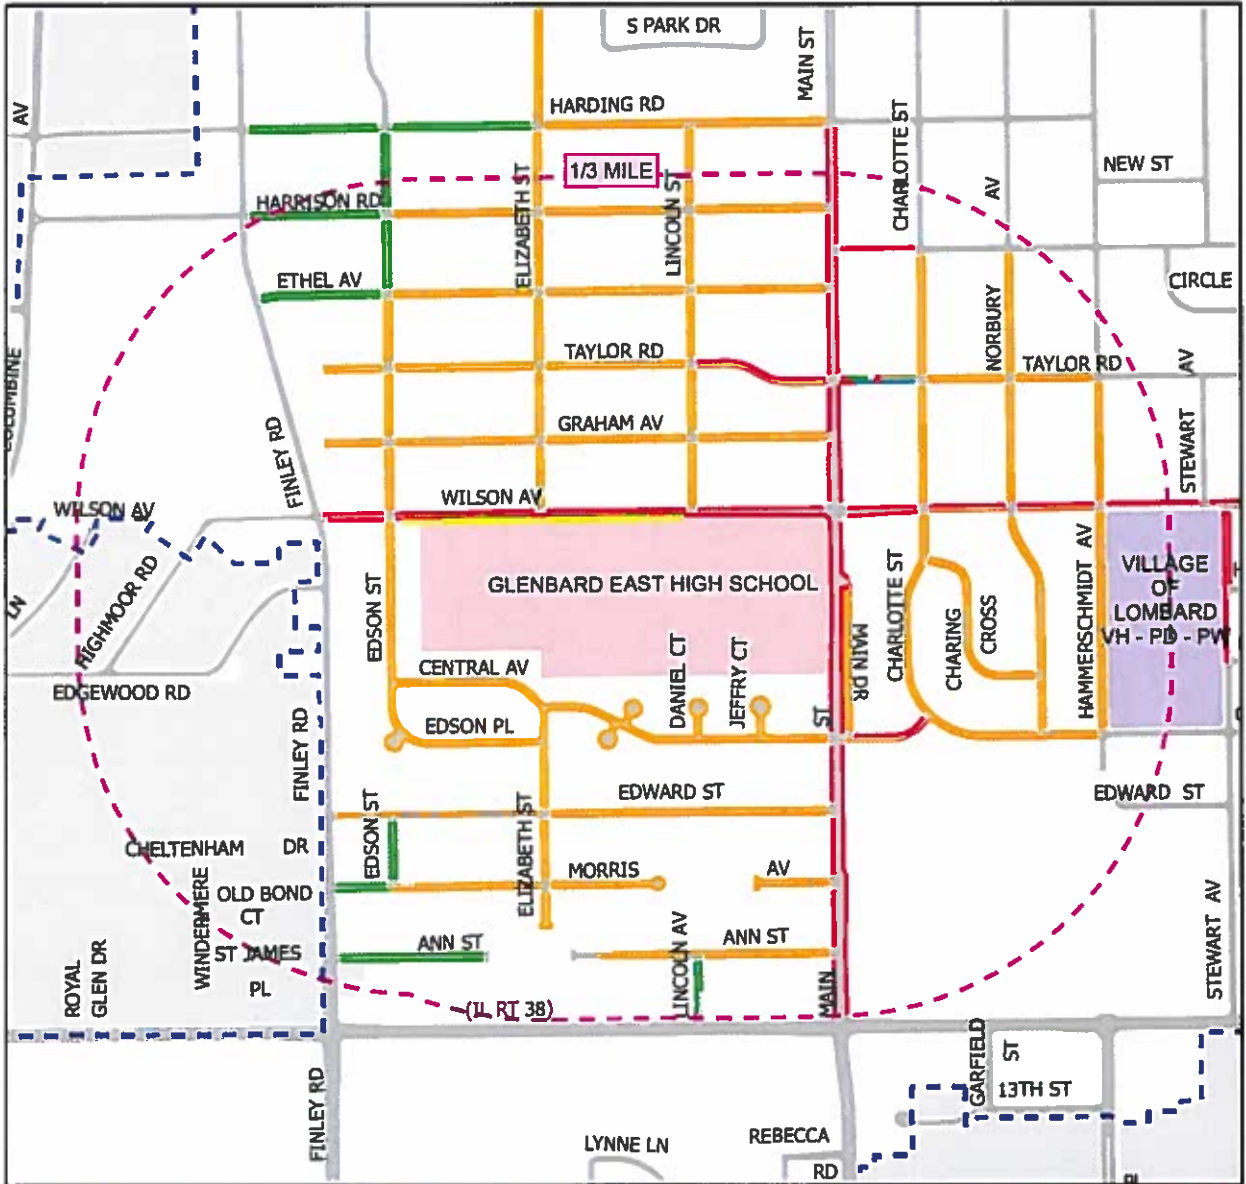 S PARK DR
MAIN ST
AV
HARDING RD
CHARLOTTE ST
NEW ST
1/3 MILE
ELIZABETH ST
LINCOLN ST
AV
HARRISON RD
ETHEL AV
CIRCLE
NORBURY
TAYLOR RD
TAYLOR RD
AV
COLUMBINE
GRAHAM AV
STEWART
FINLEY RD
WILSON AV
WILSON AV
HIGHMOOR RD
LN
EDSON ST
GLENBARD EAST HIGH SCHOOL
CHARLOTTE ST
CHARING
CROSS
HAMMERSCHMIDT AV
VILLAGE
OF
LOMBARD
VH - PD - PW
MAIN DR
CENTRAL AV
DANIEL CT
JEFFRY CT
EDGEWOOD RD
EDSON PL
ST
FINLEY RD
EDWARD ST
EDWARD ST
EDSON ST
ELIZABETH ST
CHELTENHAM DR
MORRIS AV
WINDERMERE
OLD BOND
CT
ST JAMES
PL
ANN ST
ANN ST
LINCOLN AV
STEWART AV
ROYAL
GLEN DR
MAIN
(IL RT 38)
GARFIELD
ST
13TH ST
FINLEY RD
LYNNE LN
REBECCA
RD